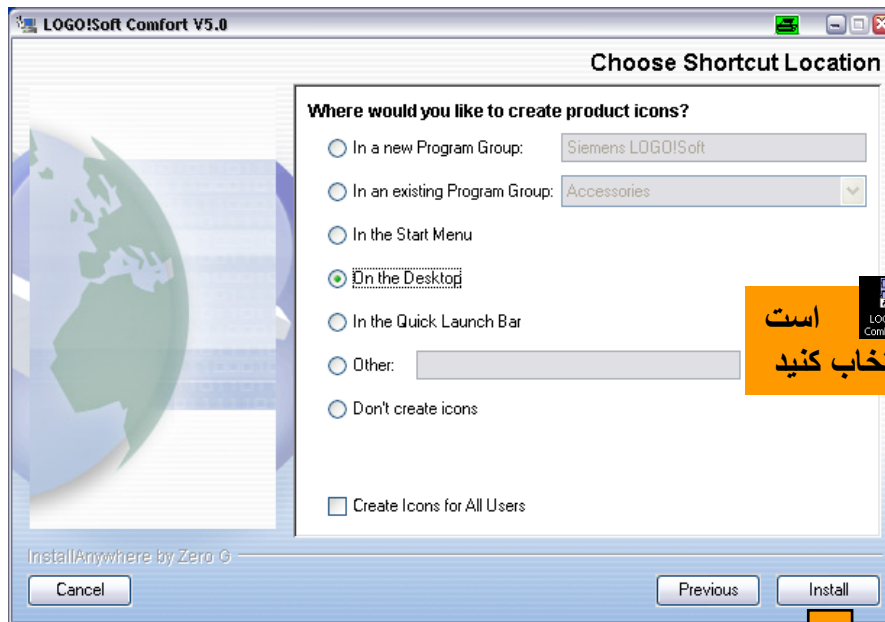 LOGO!Soft Comfort V5.0
Choose Shortcut Location
Where would you like to create product icons?
In a new Program Group: Siemens LOGO!Soft
In an existing Program Group: Accessories
In the Start Menu
On the Desktop
In the Quick Launch Bar
Other:
Don't create icons
Create Icons for All Users
است
کنید
InstallAnywhere by Zero G
Cancel
Previous
Install